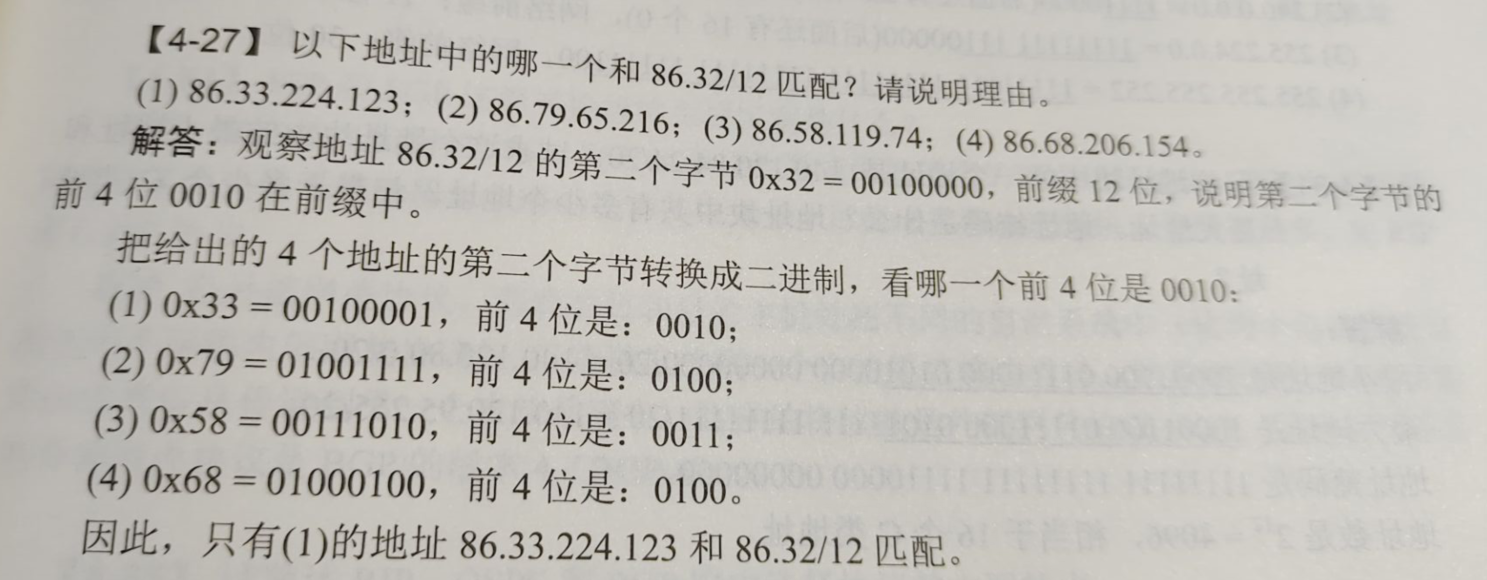 【4-27】 以下地址中的哪一个和 86.32/12 匹配？请说明理由。
(1) 86.33.224.123；(2) 86.79.65.216；(3) 86.58.119.74；(4) 86.68.206.154。
解答：观察地址 86.32/12 的第二个字节 0x32 = 00100000，前缀 12 位，说明第二个字节的
前 4 位 0010 在前缀中。
把给出的 4 个地址的第二个字节转换成二进制，看哪一个前 4 位是 0010：
(1) 0x33 = 00100001，前 4 位是：0010；
(2) 0x79 = 01001111，前 4 位是：0100；
(3) 0x58 = 00111010，前 4 位是：0011；
(4) 0x68 = 01000100，前 4 位是：0100。
因此，只有(1)的地址 86.33.224.123 和 86.32/12 匹配。